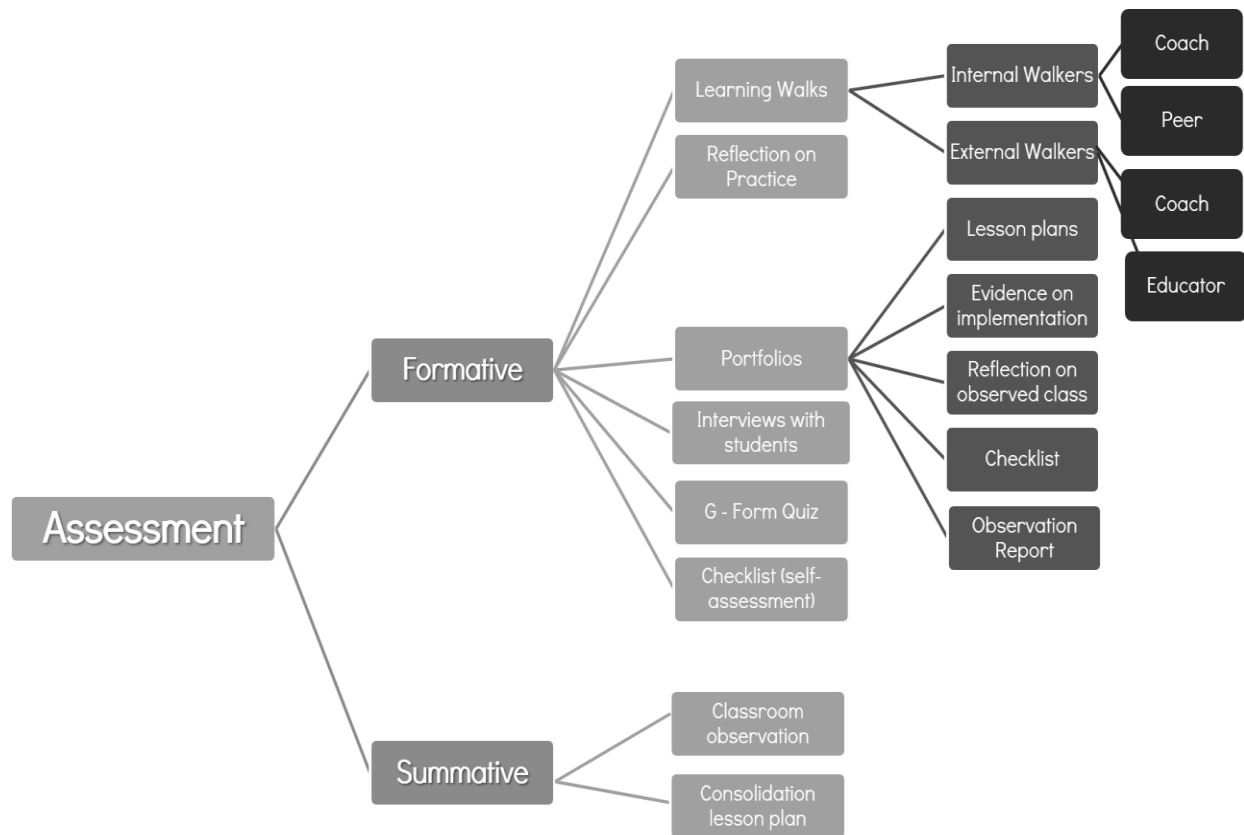 Assessment
Formative
Learning Walks
Internal Walkers
Coach
Peer
External Walkers
Coach
Educator
Reflection on
Practice
Portfolios
Lesson plans
Evidence on
implementation
Reflection on
observed class
Checklist
Observation
Report
Interviews with
students
G - Form Quiz
Checklist (self-
assessment)
Summative
Classroom
observation
Consolidation
lesson plan